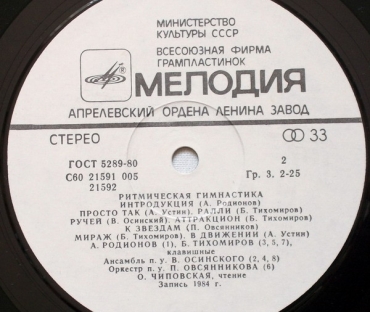 МИНИСТЕРСТВО
КУЛЬТУРЫ СССР
ВСЕСОЮЗНАЯ ФИРМА
ГРАМПЛАСТИНОК
МЕЛОДИЯ
АПРЕЛЕВСКИЙ ОРДЕНА ЛЕНИНА ЗАВОД
СТЕРЕО 33
ГОСТ 5289-80 2
С60 21591 005 Гр. 3. 2-25
21592
РИТМИЧЕСКАЯ ГИМНАСТИКА
ИНТРОДУКЦИЯ (А. Родионов)
ПРОСТО ТАК (А. Устин), РАЛЛИ (Б. Тихомиров)
РУЧЕЙ (В. Осинский), АТТРАКЦИОН (Б. Тихомиров)
К ЗВЕЗДАМ (П. Овсянников)
МИРАЖ (Б. Тихомиров), В ДВИЖЕНИИ (А. Устин)
А. РОДИОНОВ (1), Б. ТИХОМИРОВ (3, 5, 7),
клавишные
Ансамбль п. у. В. ОСИНСКОГО (2, 4, 8)
Оркестр п. у. П. ОВСЯННИКОВА (6)
О. ЧИПОВСКАЯ, чтение
Запись 1984 г.